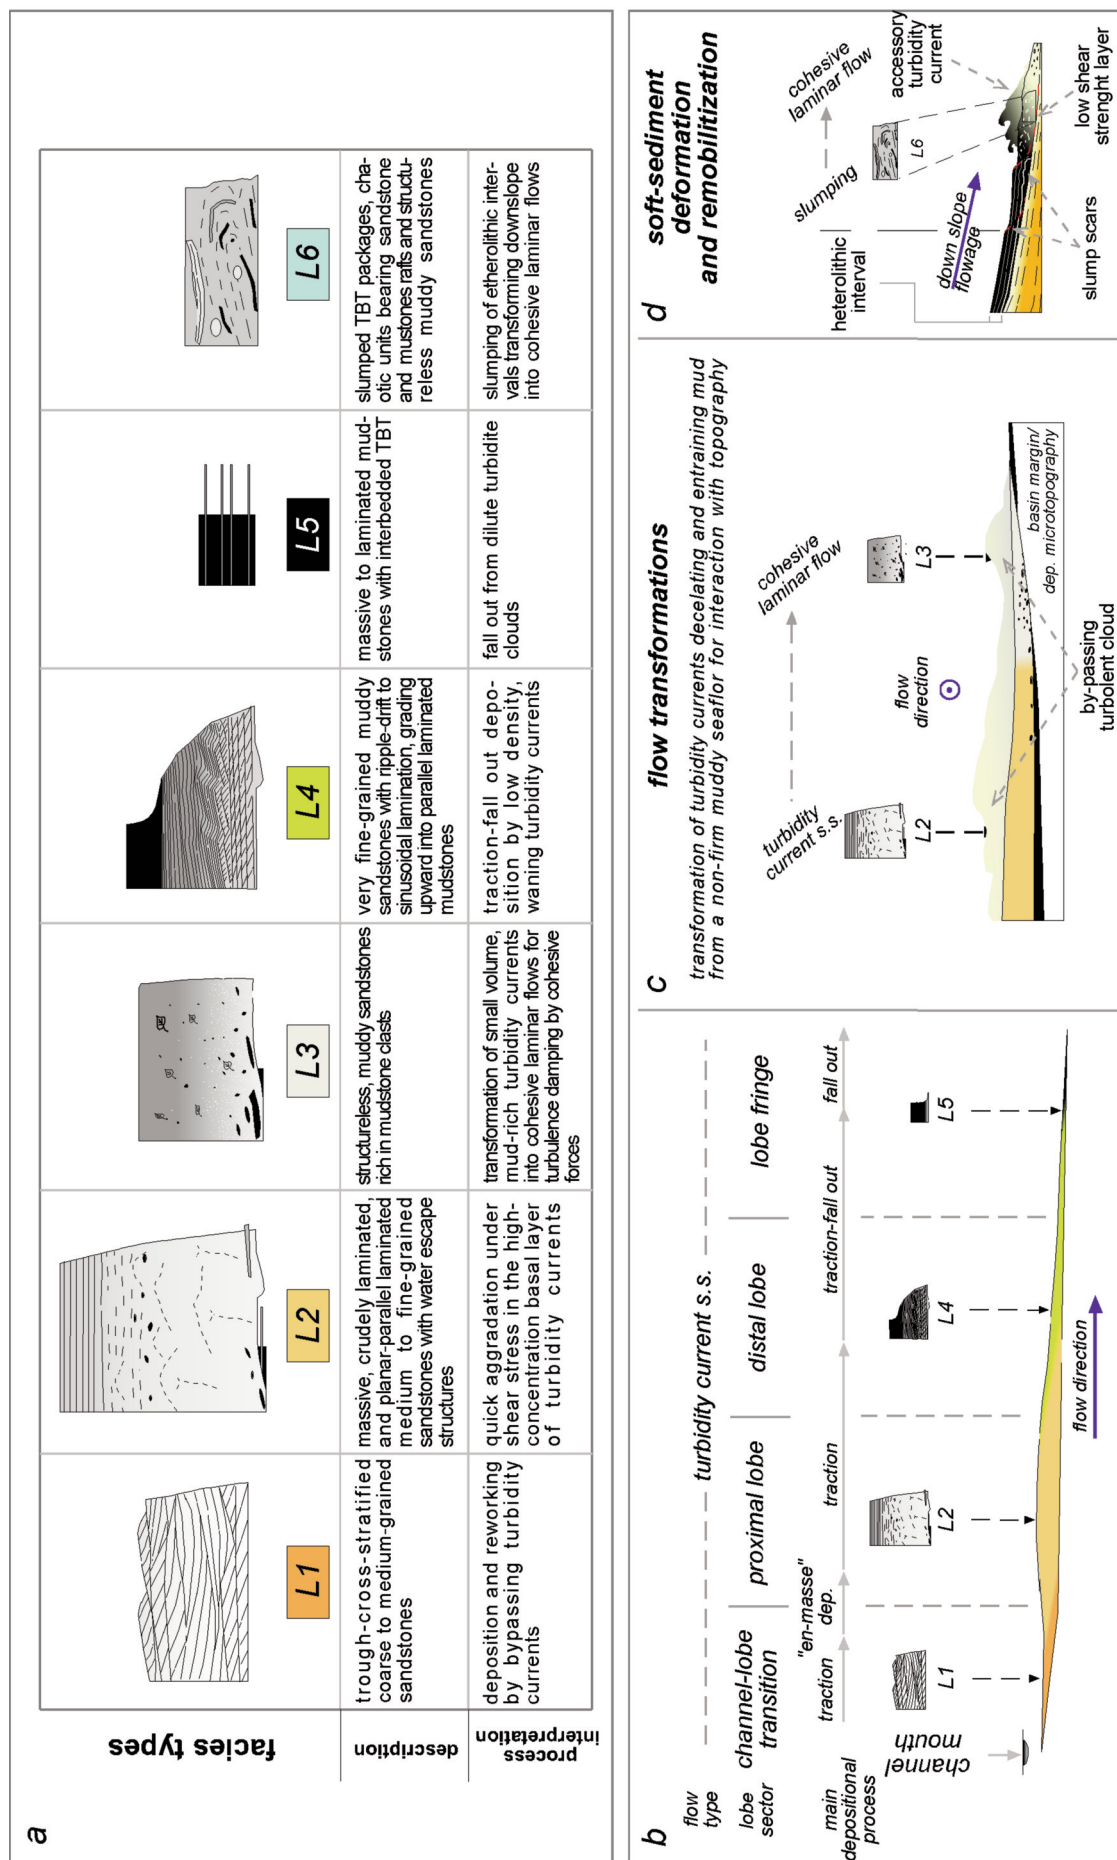 a
facies types
L1
L2
L3
L4
L5
L6
description
trough-cross-stratified
coarse to medium-grained
sandstones
massive, crudely laminated,
and planar-parallel laminated
medium to fine-grained
sandstones with water escape
structures
structureless, muddy sandstones
rich in mudstone clasts
very fine-grained muddy
sandstones with ripple-drift to
sinusoidal lamination, grading
upward into parallel laminated
mudstones
massive to laminated mud-
stones with interbedded TBT
slumped TBT packages, cha-
otic units bearing sandstone
and mustones rafts and structu-
reless muddy sandstones
process
interpretation
deposition and reworking
by bypassing turbidity
currents
quick aggradation under
shear stress in the high-
concentration basal layer
of turbidity currents
transformation of small volume,
mud-rich turbidity currents
into cohesive laminar flows for
turbulence damping by cohesive
forces
traction-fall out depo-
sition by low density,
waning turbidity currents
fall out from dilute turbidite
clouds
slumping of etherolithic inter-
vals transforming downslope
into cohesive laminar flows
b
flow
type
turbidity current s.s.
lobe
sector
channel-lobe
transition
proximal lobe
distal lobe
lobe fringe
main
depositional
process
traction
"en-masse"
dep.
traction
traction-fall out
fall out
channel
mouth
L1
L2
L4
L5
flow direction
c
flow transformations
transformation of turbidity currents decelating and entraining mud
from a non-firm muddy seaflor for interaction with topography
turbidity
current s.s.
cohesive
laminar flow
L2
flow
direction
L3
basin margin/
dep. microtopography
by-passing
turbolent cloud
d
soft-sediment
deformation
and remobilitization
heterolithic
interval
slumping
cohesive
laminar flow
L6
down slope
flowage
accessory
turbidity
current
slump scars
low shear
strenght layer